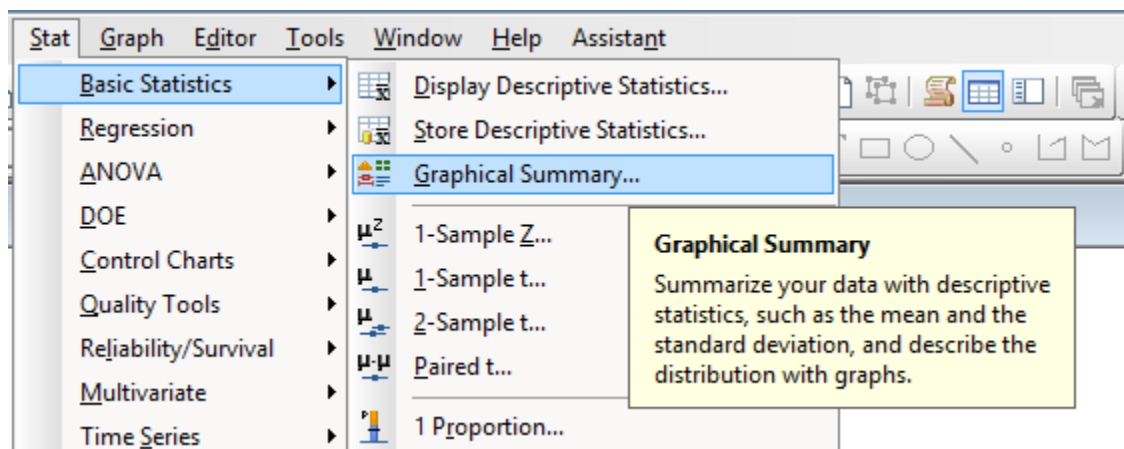 Stat Graph Editor Tools Window Help Assistant
Basic Statistics
Regression
ANOVA
DOE
Control Charts
Quality Tools
Reliability/Survival
Multivariate
Time Series
Display Descriptive Statistics...
Store Descriptive Statistics...
Graphical Summary...
1-Sample Z...
1-Sample t...
2-Sample t...
Paired t...
1 Proportion...
Graphical Summary
Summarize your data with descriptive
statistics, such as the mean and the
standard deviation, and describe the
distribution with graphs.